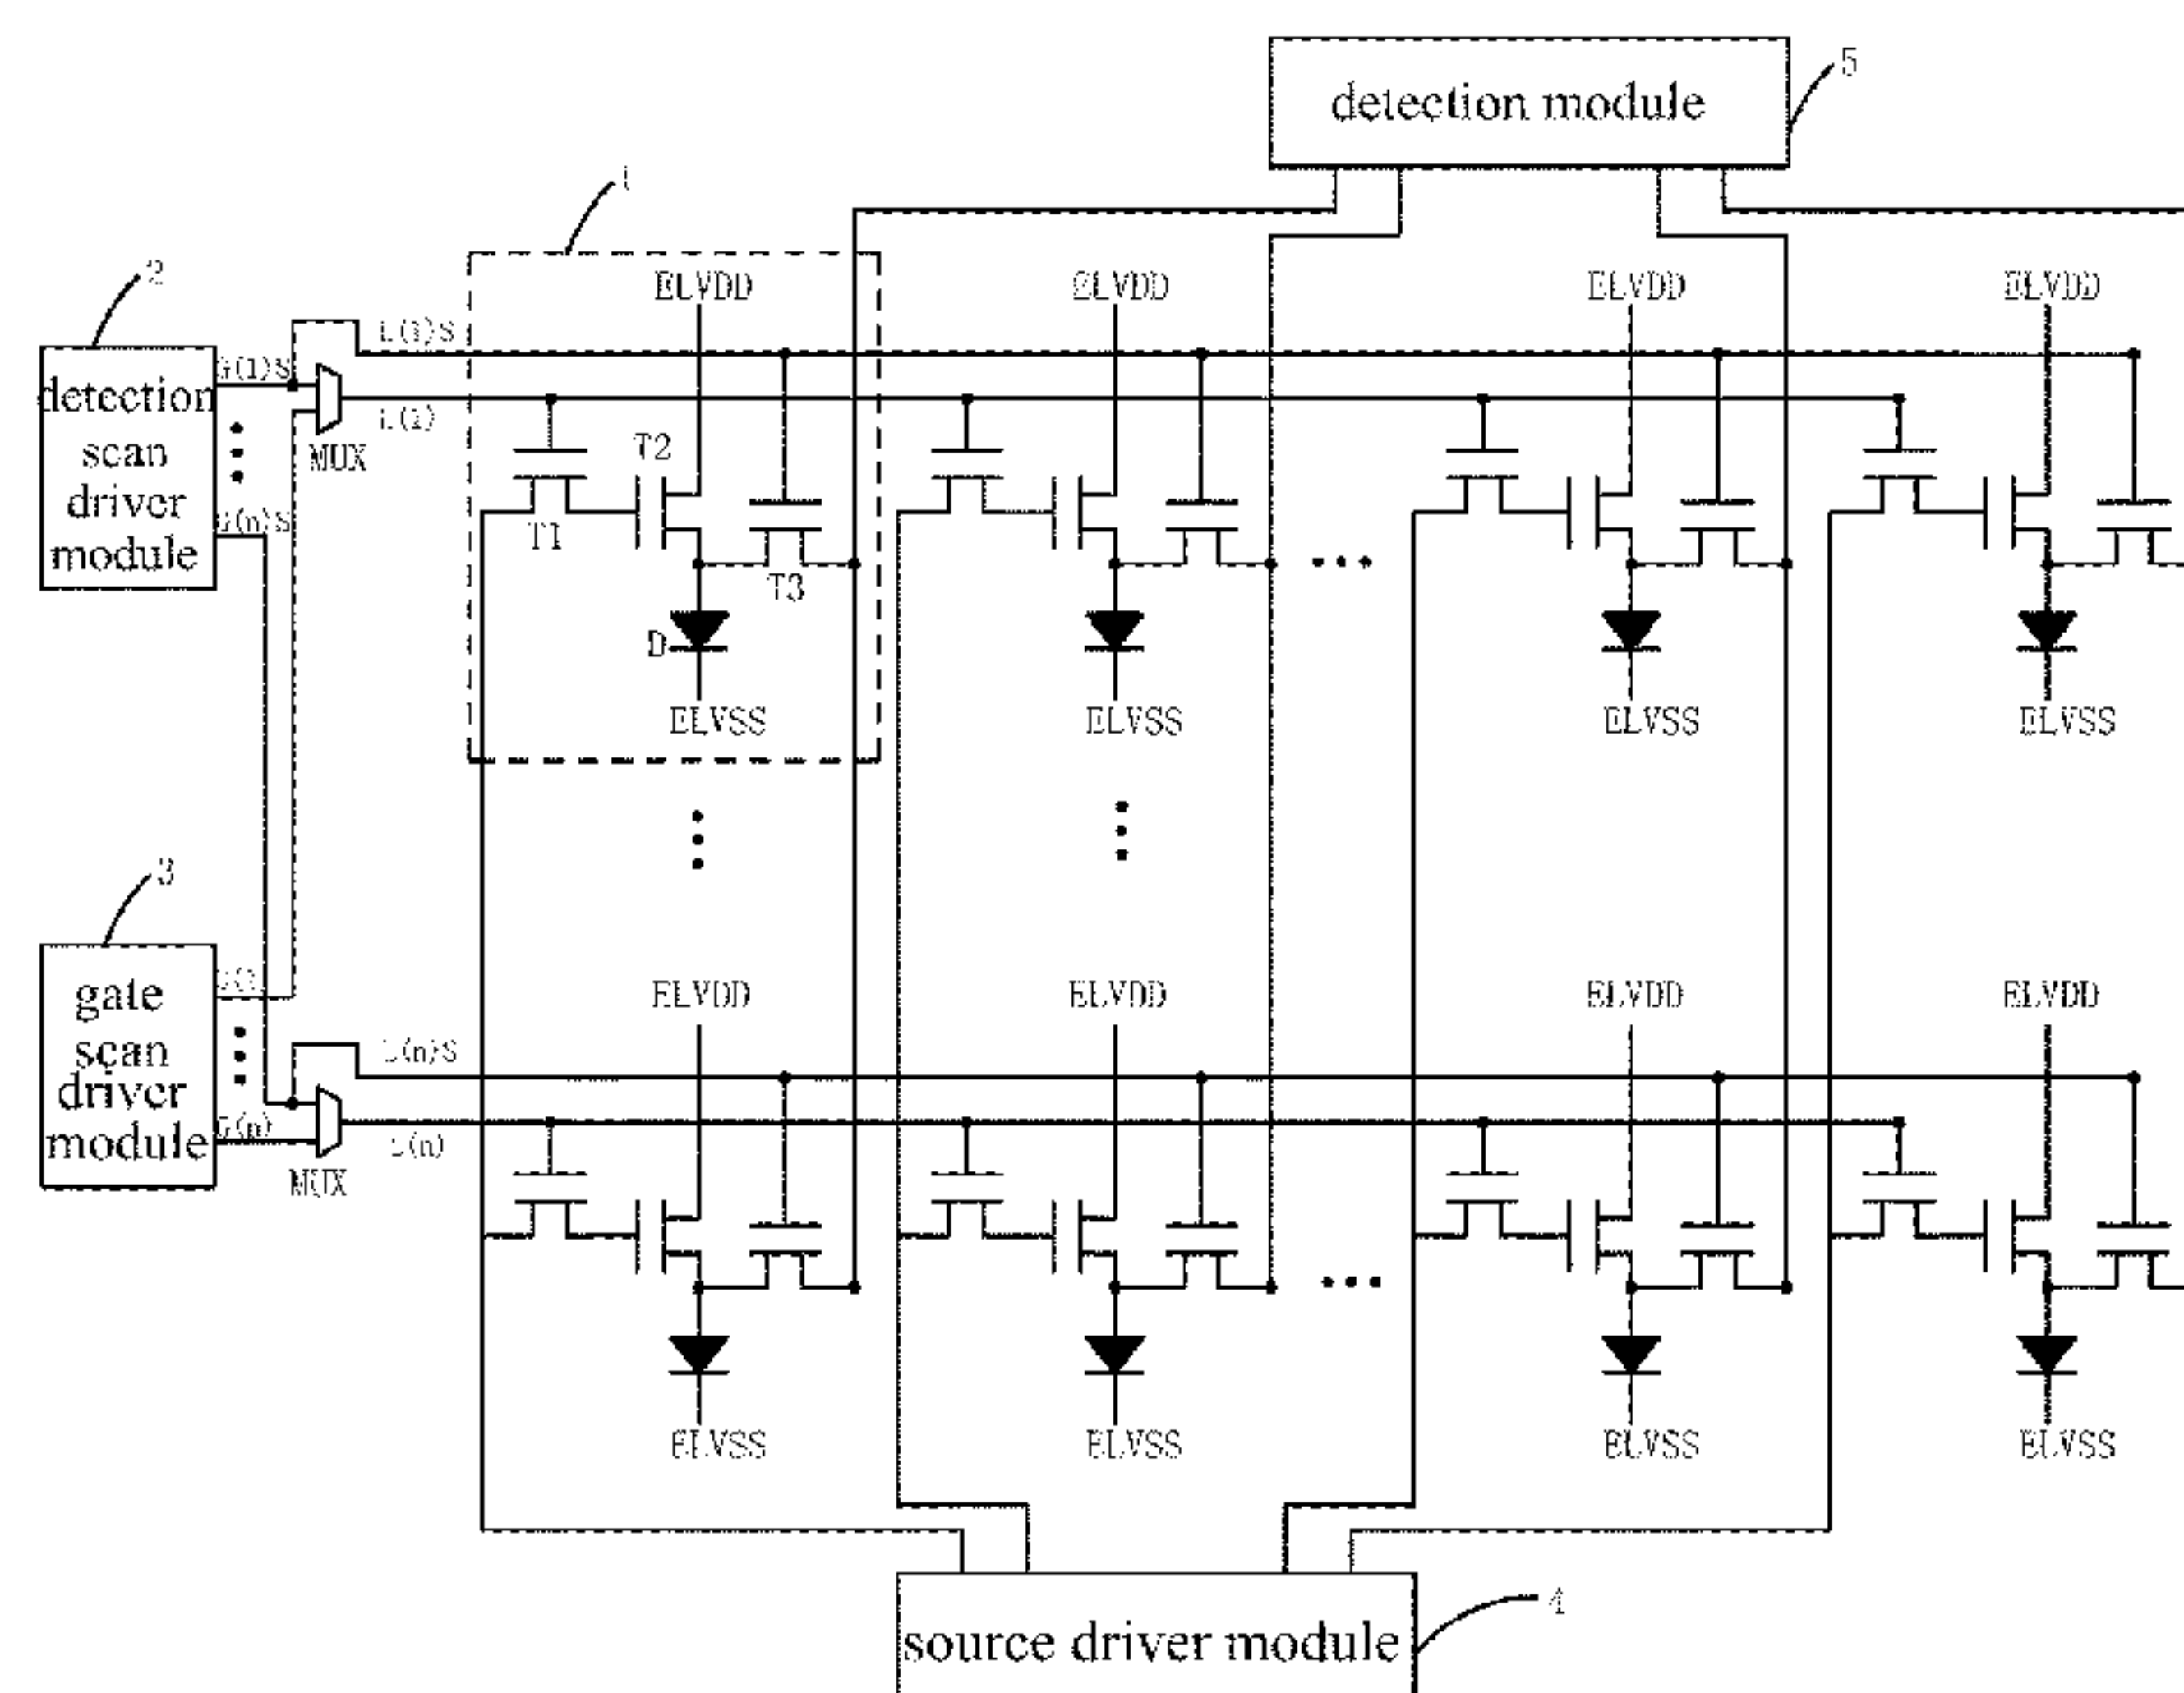 detection module
5
1
2
ELVDD
ELVDD
ELVDD
ELVDD
L(1)S
G(1)S
detection
scan
driver
module
L(1)
MUX
T2
G(n)S
T1
T3
D
ELVSS
ELVSS
ELVSS
ELVSS
3
gate
scan
driver
module
ELVDD
ELVDD
ELVDD
ELVDD
L(n)S
G(n)
L(n)
MUX
ELVSS
ELVSS
ELVSS
ELVSS
4
source driver module